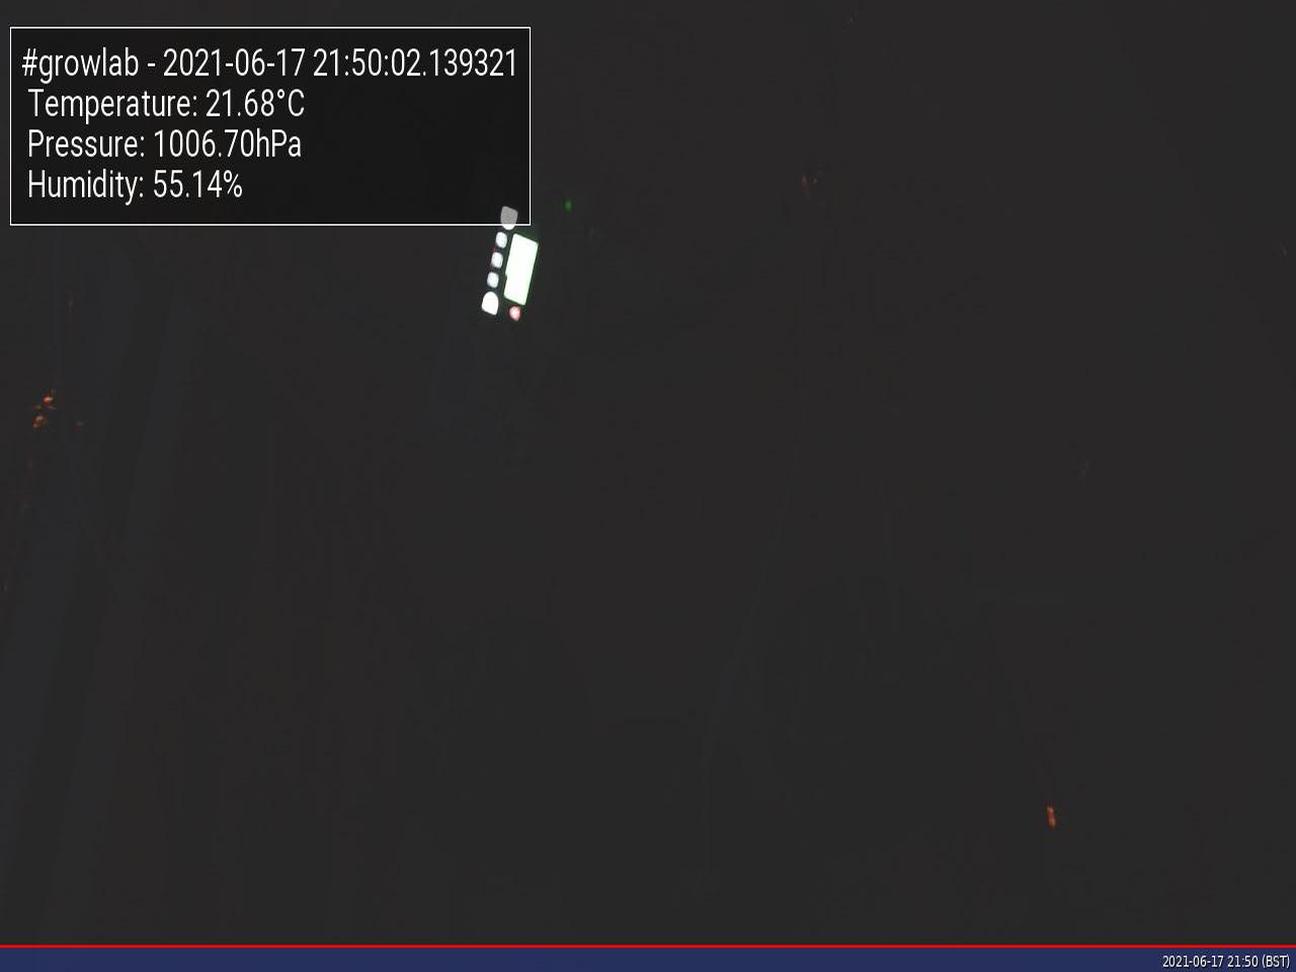 #growlab - 2021-06-17 21:50:02.139321
Temperature: 21.68°C
Pressure: 1006.70hPa
Humidity: 55.14%
2021-06-17 21:50 (BST)